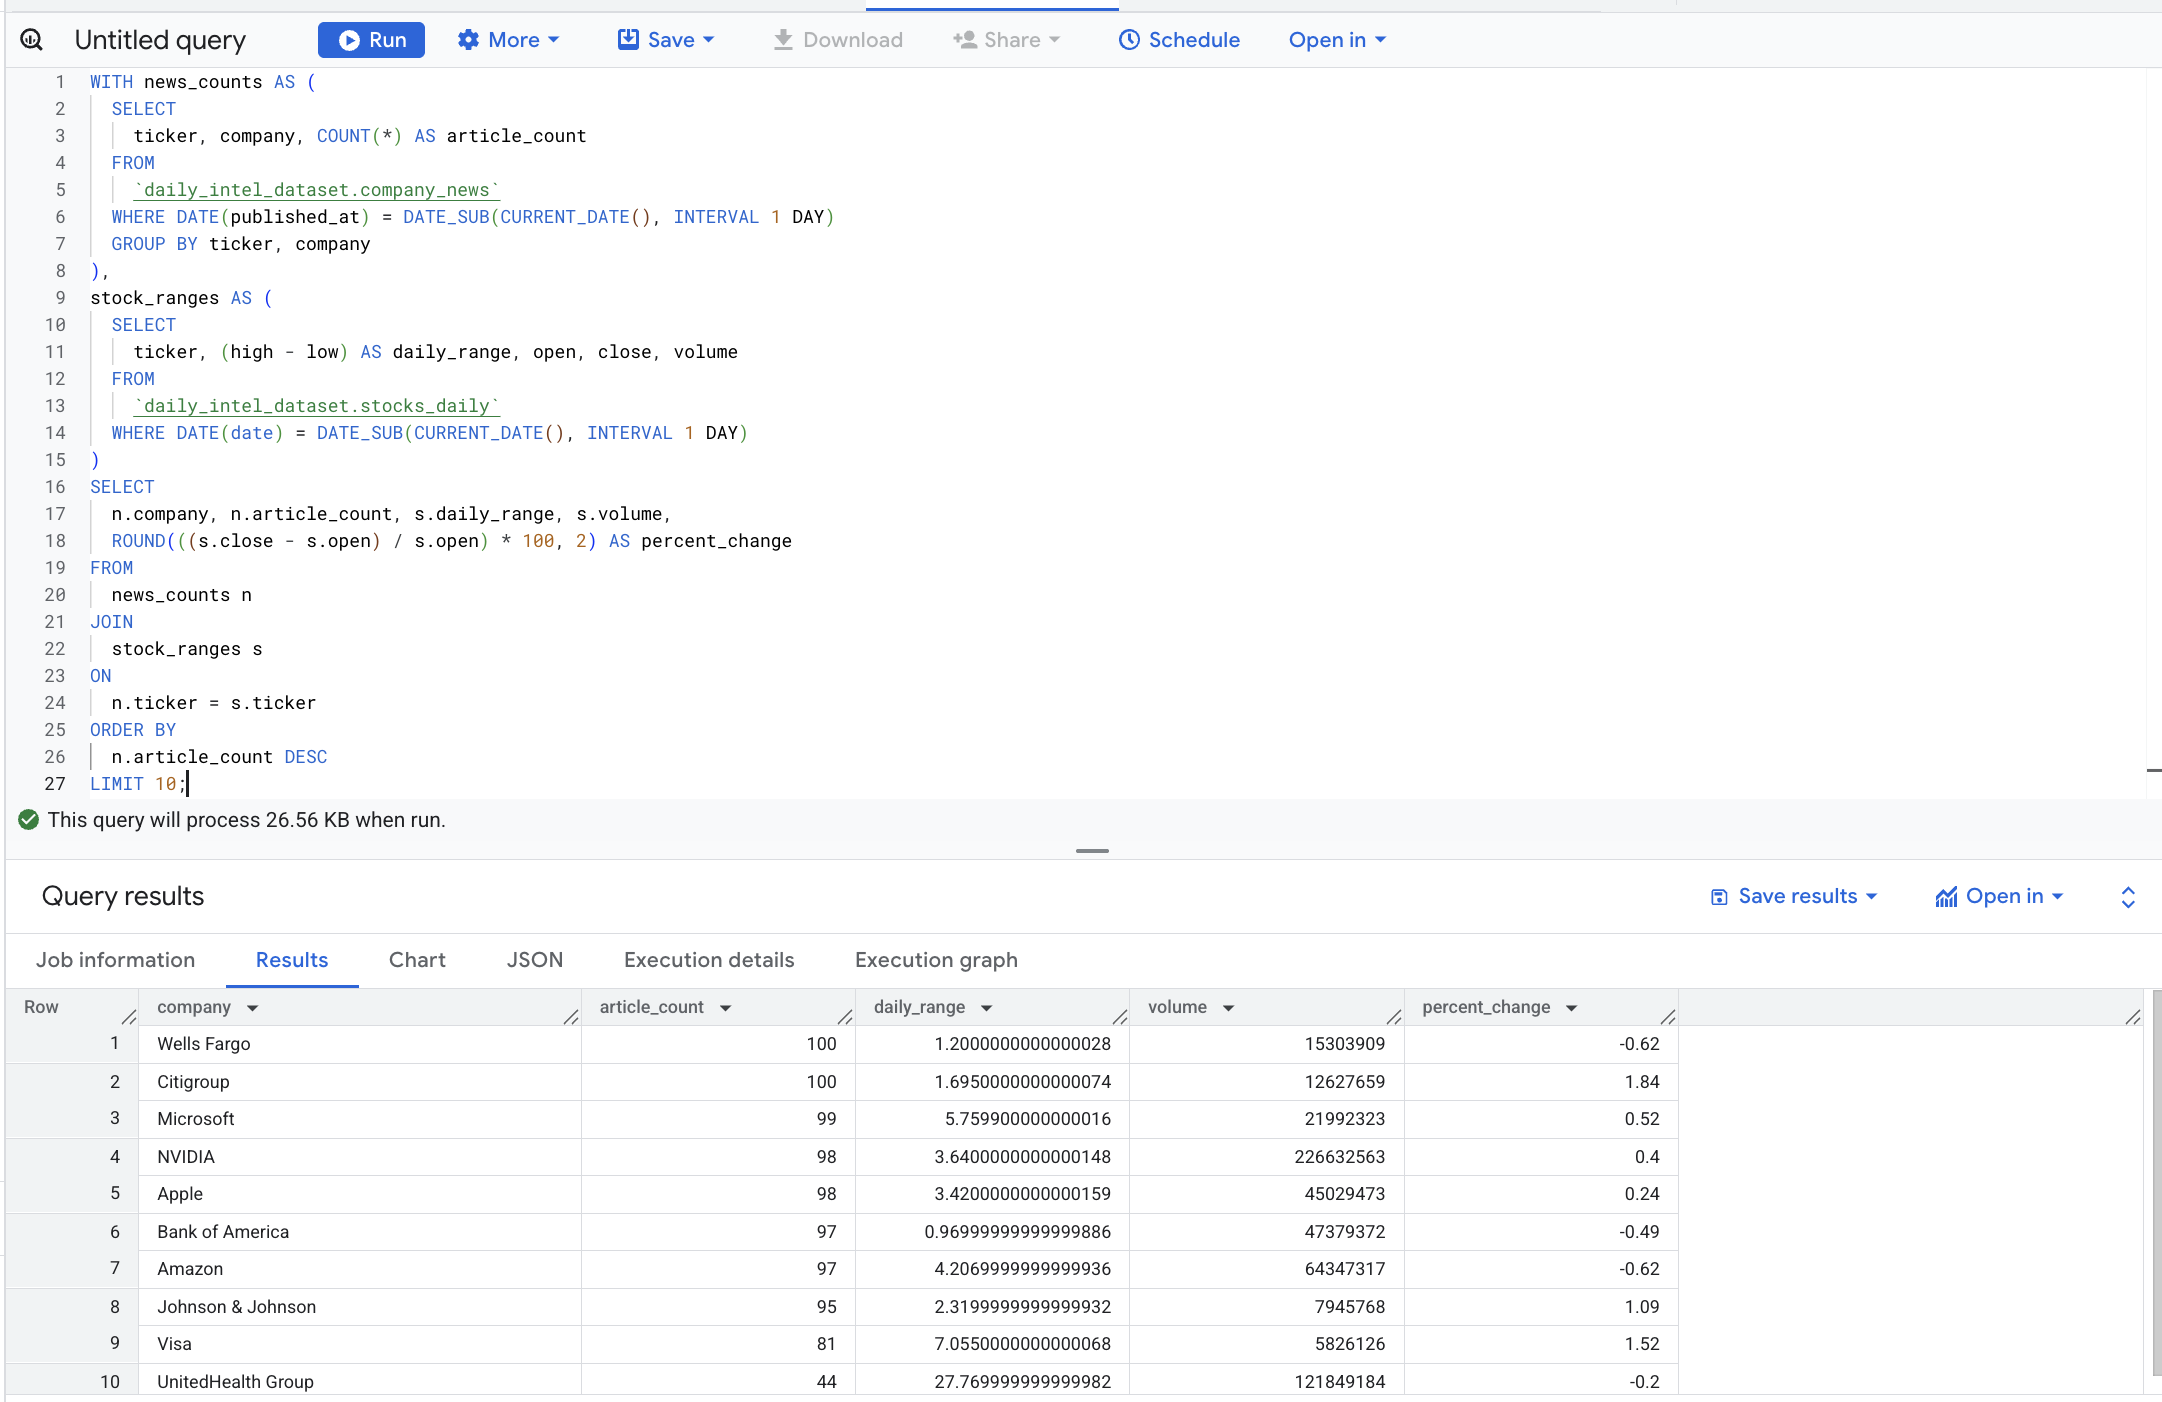 Untitled query Run More Save Download Share Schedule Open in
1 WITH news_counts AS (
2 SELECT
3 ticker, company, COUNT(*) AS article_count
4 FROM
5 `daily_intel_dataset.company_news`
6 WHERE DATE(published_at) = DATE_SUB(CURRENT_DATE(), INTERVAL 1 DAY)
7 GROUP BY ticker, company
8 ),
9 stock_ranges AS (
10 SELECT
11 ticker, (high - low) AS daily_range, open, close, volume
12 FROM
13 `daily_intel_dataset.stocks_daily`
14 WHERE DATE(date) = DATE_SUB(CURRENT_DATE(), INTERVAL 1 DAY)
15 )
16 SELECT
17 n.company, n.article_count, s.daily_range, s.volume,
18 ROUND(((s.close - s.open) / s.open) * 100, 2) AS percent_change
19 FROM
20 news_counts n
21 JOIN
22 stock_ranges s
23 ON
24 n.ticker = s.ticker
25 ORDER BY
26 n.article_count DESC
27 LIMIT 10;
This query will process 26.56 KB when run.
Query results Save results Open in
Job information Results Chart JSON Execution details Execution graph
Row company article_count daily_range volume percent_change
1 Wells Fargo 100 1.2000000000000028 15303909 -0.62
2 Citigroup 100 1.6950000000000074 12627659 1.84
3 Microsoft 99 5.759900000000016 21992323 0.52
4 NVIDIA 98 3.6400000000000148 226632563 0.4
5 Apple 98 3.4200000000000159 45029473 0.24
6 Bank of America 97 0.96999999999999886 47379372 -0.49
7 Amazon 97 4.2069999999999936 64347317 -0.62
8 Johnson & Johnson 95 2.3199999999999932 7945768 1.09
9 Visa 81 7.0550000000000068 5826126 1.52
10 UnitedHealth Group 44 27.769999999999982 121849184 -0.2